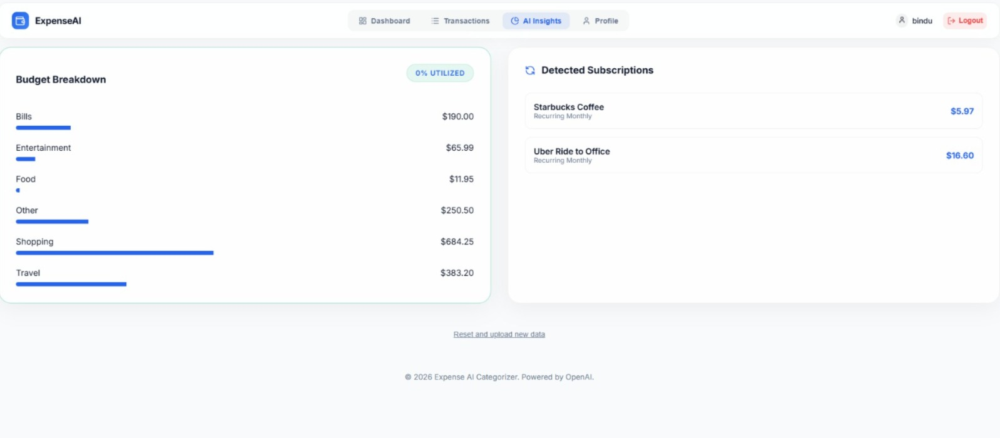 ExpenseAI
Dashboard
Transactions
AI Insights
Profile
bindu
Logout
Budget Breakdown
0% UTILIZED
Bills
$190.00
Entertainment
$65.99
Food
$11.95
Other
$250.50
Shopping
$684.25
Travel
$383.20
Detected Subscriptions
Starbucks Coffee
Recurring Monthly
$5.97
Uber Ride to Office
Recurring Monthly
$16.60
Reset and upload new data
© 2026 Expense AI Categorizer. Powered by OpenAI.